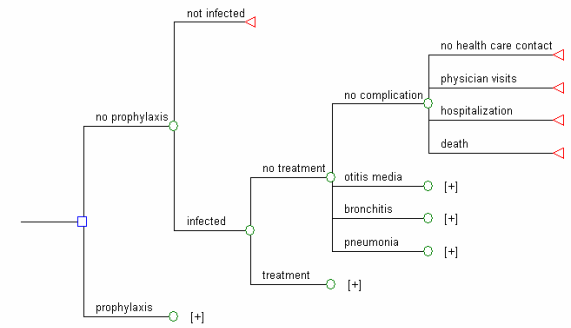 not infected
no health care contact
physician visits
no complication
hospitalization
no prophylaxis
death
no treatment
otitis media
[+]
bronchitis
[+]
infected
pneumonia
[+]
treatment
[+]
prophylaxis
[+]